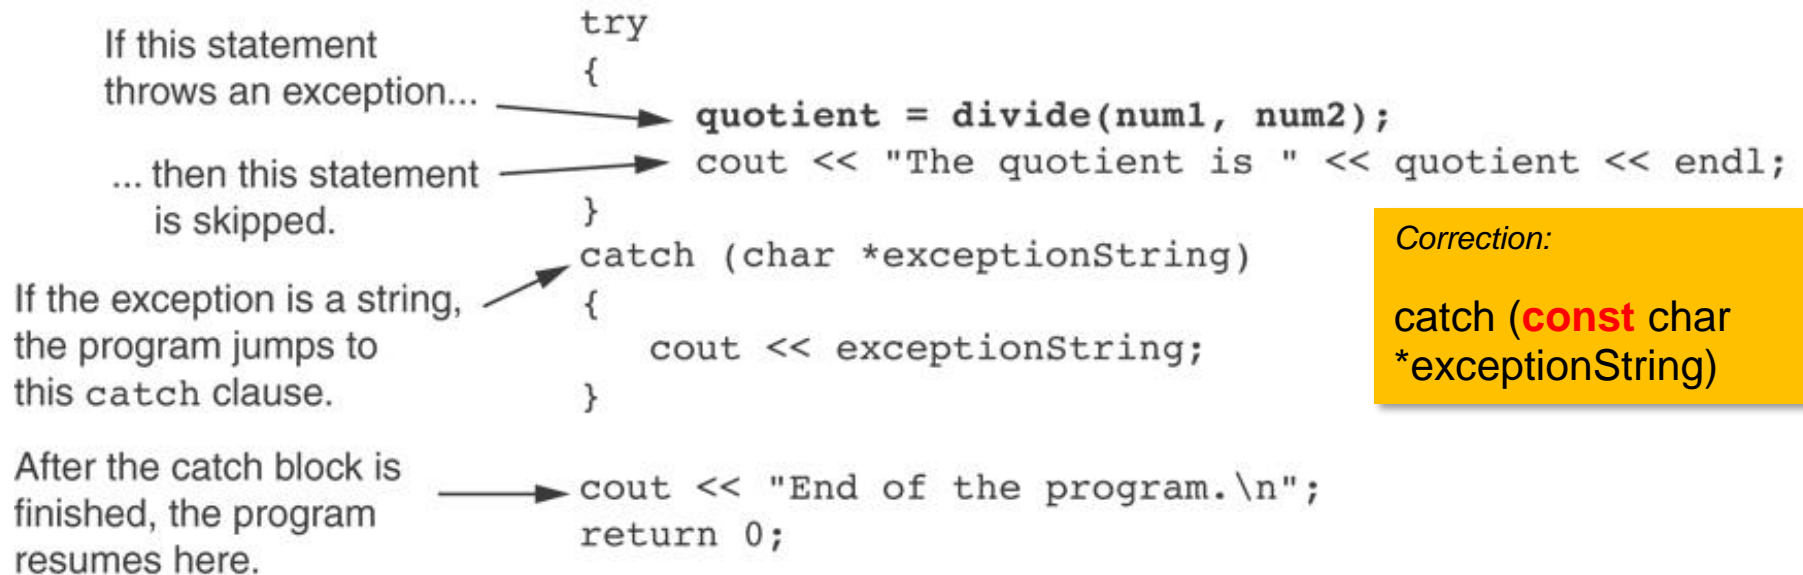 If this statement
throws an exception...
... then this statement
is skipped.
If the exception is a string,
the program jumps to
this catch clause.
After the catch block is
finished, the program
resumes here.
try
{
quotient = divide(num1, num2);
cout << "The quotient is " << quotient << endl;
}
catch (char *exceptionString)
{
cout << exceptionString;
}
cout << "End of the program.\n";
return 0;
Correction:
catch (const char
*exceptionString)